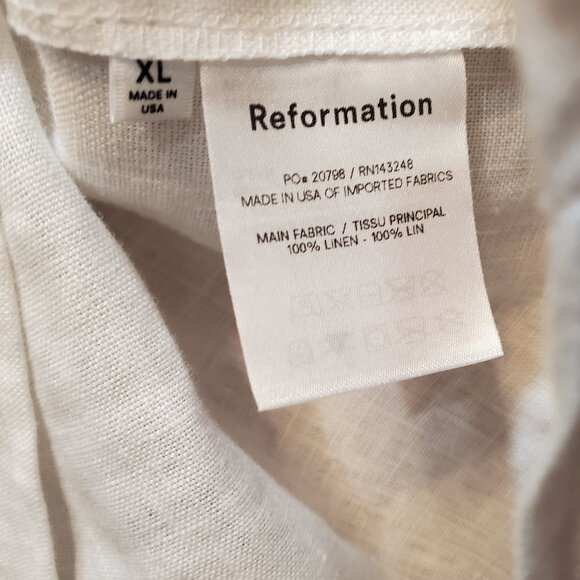 XL
MADE IN
USA
Reformation
PO# 20798 / RN143248
MADE IN USA OF IMPORTED FABRICS
MAIN FABRIC / TISSU PRINCIPAL
100% LINEN - 100% LIN